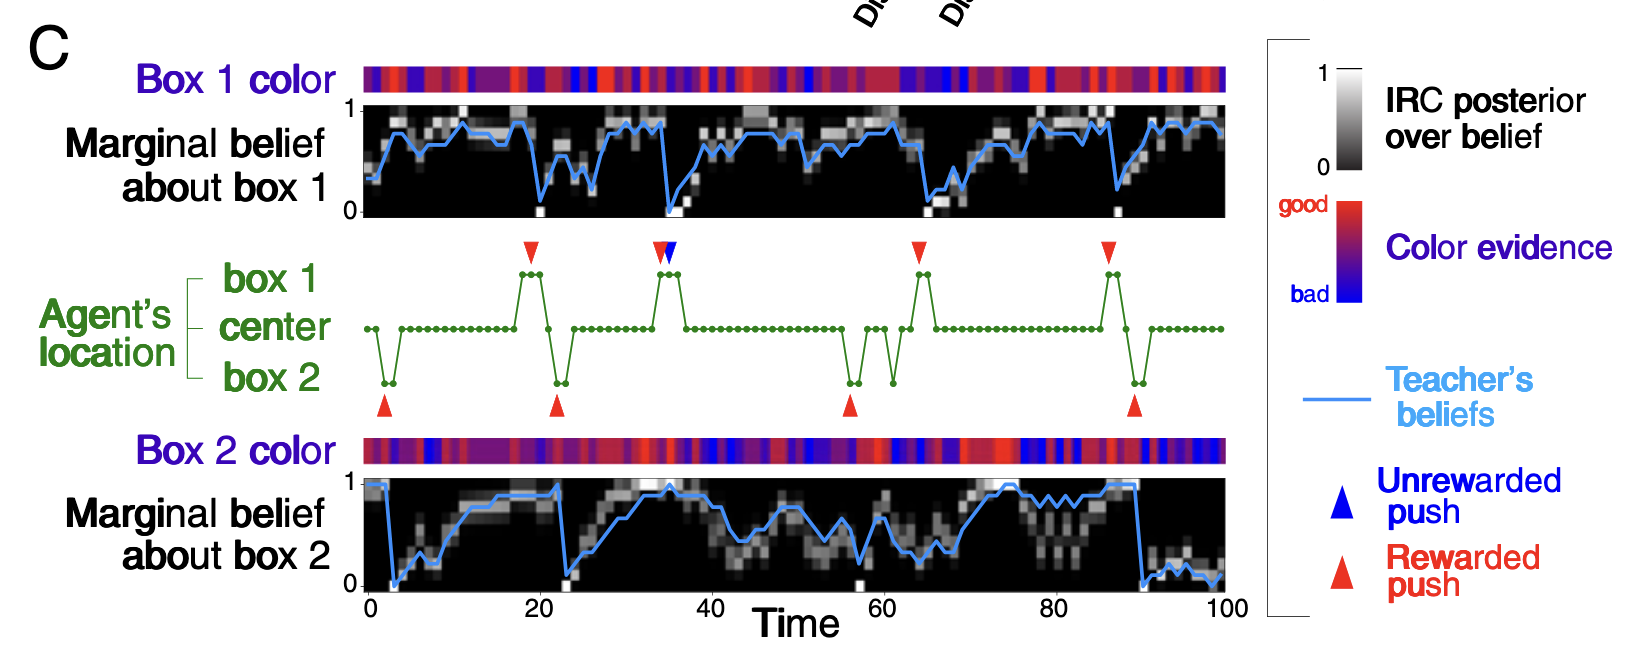 C
Di
Di
Box 1 color
1
Marginal belief
about box 1
0
box 1
Agent's
center
location
box 2
Box 2 color
1
Marginal belief
about box 2
0
0
20
40
60
80
100
Time
1
IRC posterior
over belief
0
good
Color evidence
bad
Teacher's
beliefs
Unrewarded
push
Rewarded
push